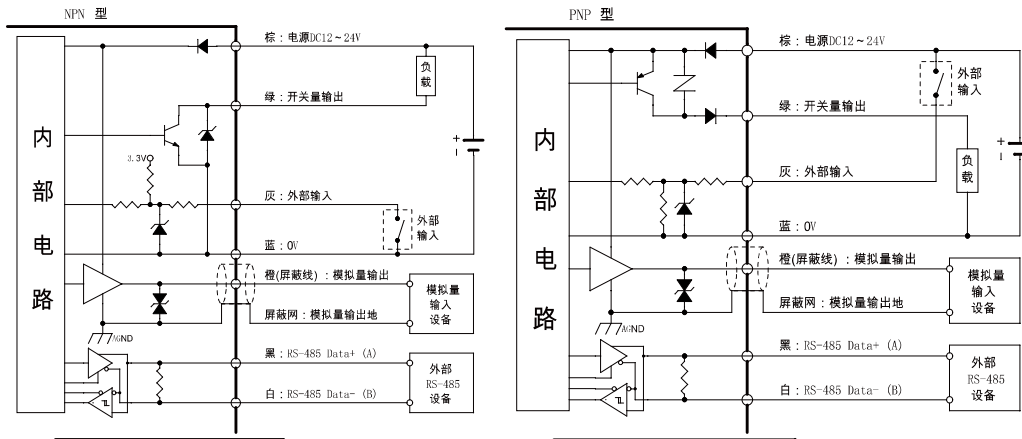 NPN 型
棕：电源DC12～24V
负载
绿：开关量输出
+
-
3.3V
内部电路
灰：外部输入
外部
输入
蓝：0V
橙(屏蔽线)：模拟量输出
模拟量
输入
设备
屏蔽网：模拟量输出地
AGND
黑：RS-485 Data+ (A)
外部
RS-485
设备
白：RS-485 Data- (B)
PNP 型
棕：电源DC12～24V
外部
输入
绿：开关量输出
+
-
内部电路
负载
灰：外部输入
蓝：0V
橙(屏蔽线)：模拟量输出
模拟量
输入
设备
屏蔽网：模拟量输出地
AGND
黑：RS-485 Data+ (A)
外部
RS-485
设备
白：RS-485 Data- (B)